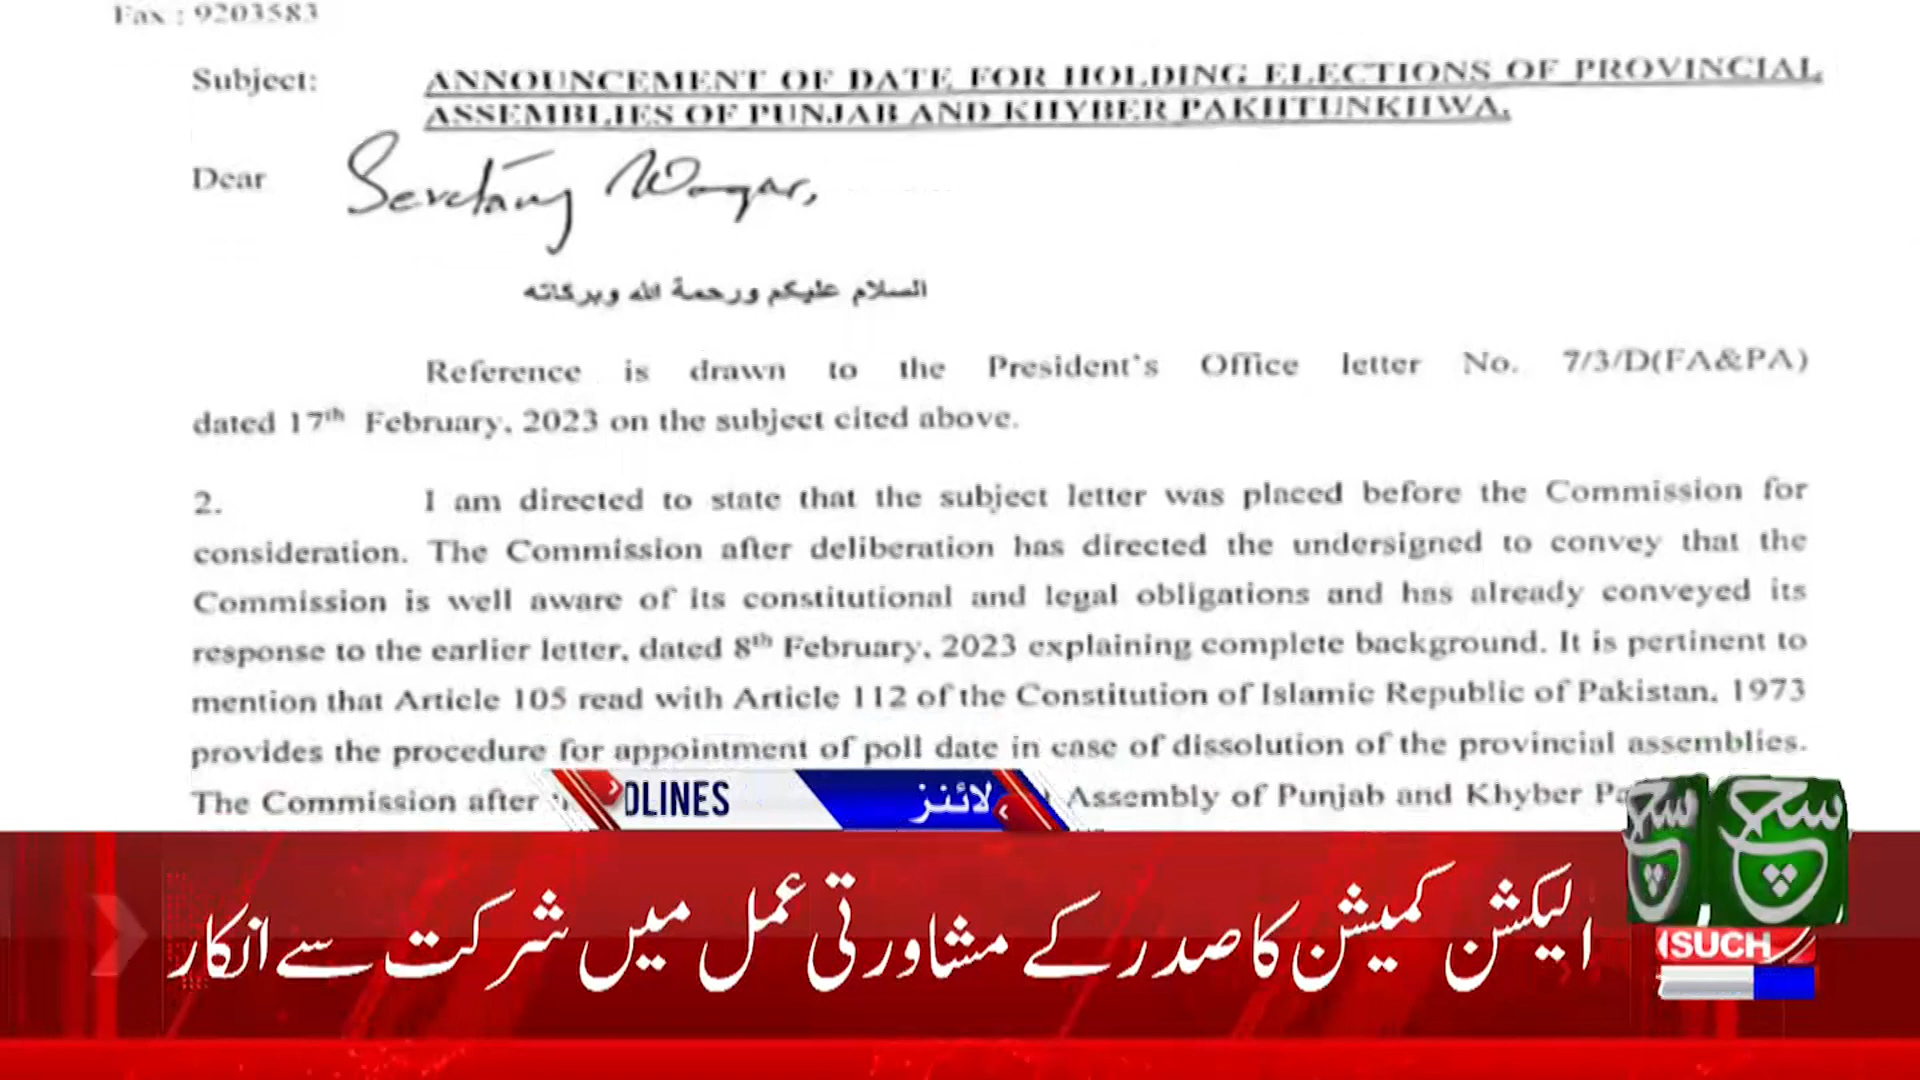 Fax : 9203583
Subject: ANNOUNCEMENT OF DATE FOR HOLDING ELECTIONS OF PROVINCIAL
ASSEMBLIES OF PUNJAB AND KHYBER PAKHTUNKHWA.
Dear Secretary Waqar,
السلام عليكم ورحمة الله وبركاته
Reference is drawn to the President's Office letter No. 7/3/D(FA&PA)
dated 17th February, 2023 on the subject cited above.
2. I am directed to state that the subject letter was placed before the Commission for
consideration. The Commission after deliberation has directed the undersigned to convey that the
Commission is well aware of its constitutional and legal obligations and has already conveyed its
response to the earlier letter, dated 8th February, 2023 explaining complete background. It is pertinent to
mention that Article 105 read with Article 112 of the Constitution of Islamic Republic of Pakistan, 1973
provides the procedure for appointment of poll date in case of dissolution of the provincial assemblies.
The Commission after Assembly of Punjab and Khyber Pa
DLINES لائنز
الیکشن کمیشن کا صدر کے مشاورتی عمل میں شرکت سے انکار
سچ سچ
SUCH